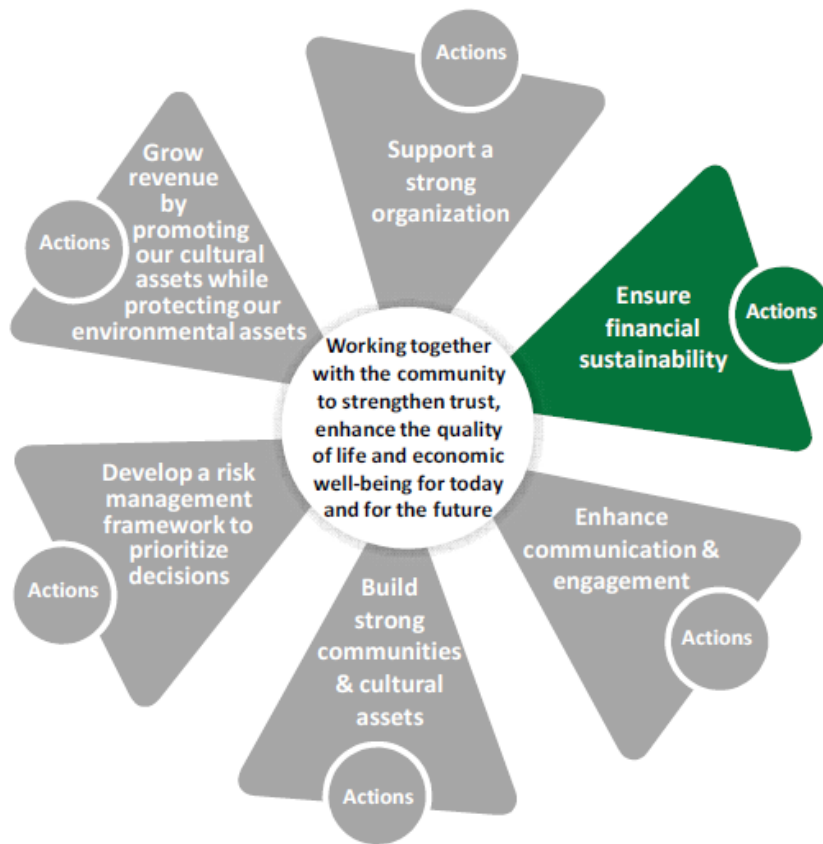 Actions
Support a
strong
organization
Actions
Ensure
financial
sustainability
Actions
Enhance
communication &
engagement
Actions
Build
strong
communities
& cultural
assets
Actions
Develop a risk
management
framework to
prioritize
decisions
Actions
Grow
revenue
by
promoting
our cultural
assets while
protecting our
environmental assets
Working together
with the community
to strengthen trust,
enhance the quality
of life and economic
well-being for today
and for the future